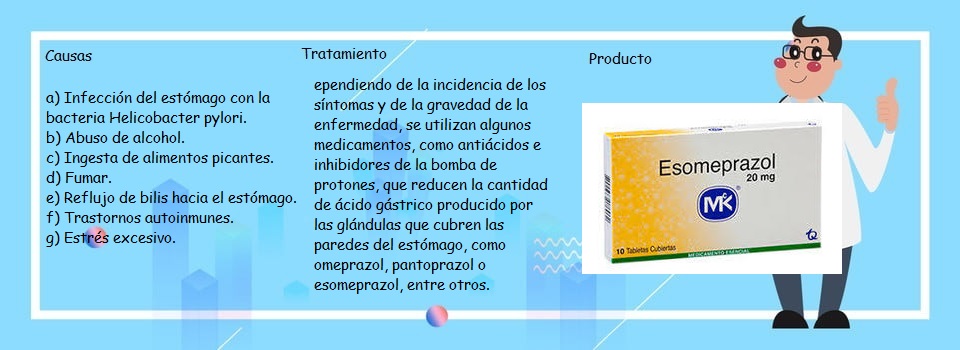 Causas
a) Infección del estómago con la
bacteria Helicobacter pylori.
b) Abuso de alcohol.
c) Ingesta de alimentos picantes.
d) Fumar.
e) Reflujo de bilis hacia el estómago.
f) Trastornos autoinmunes.
g) Estrés excesivo.
Tratamiento
ependiendo de la incidencia de los
síntomas y de la gravedad de la
enfermedad, se utilizan algunos
medicamentos, como antiácidos e
inhibidores de la bomba de
protones, que reducen la cantidad
de ácido gástrico producido por
las glándulas que cubren las
paredes del estómago, como
omeprazol, pantoprazol o
esomeprazol, entre otros.
Producto
Esomeprazol
20 mg
MK
10 Tabletas Cubiertas
MEDICAMENTO ESENCIAL
TQ